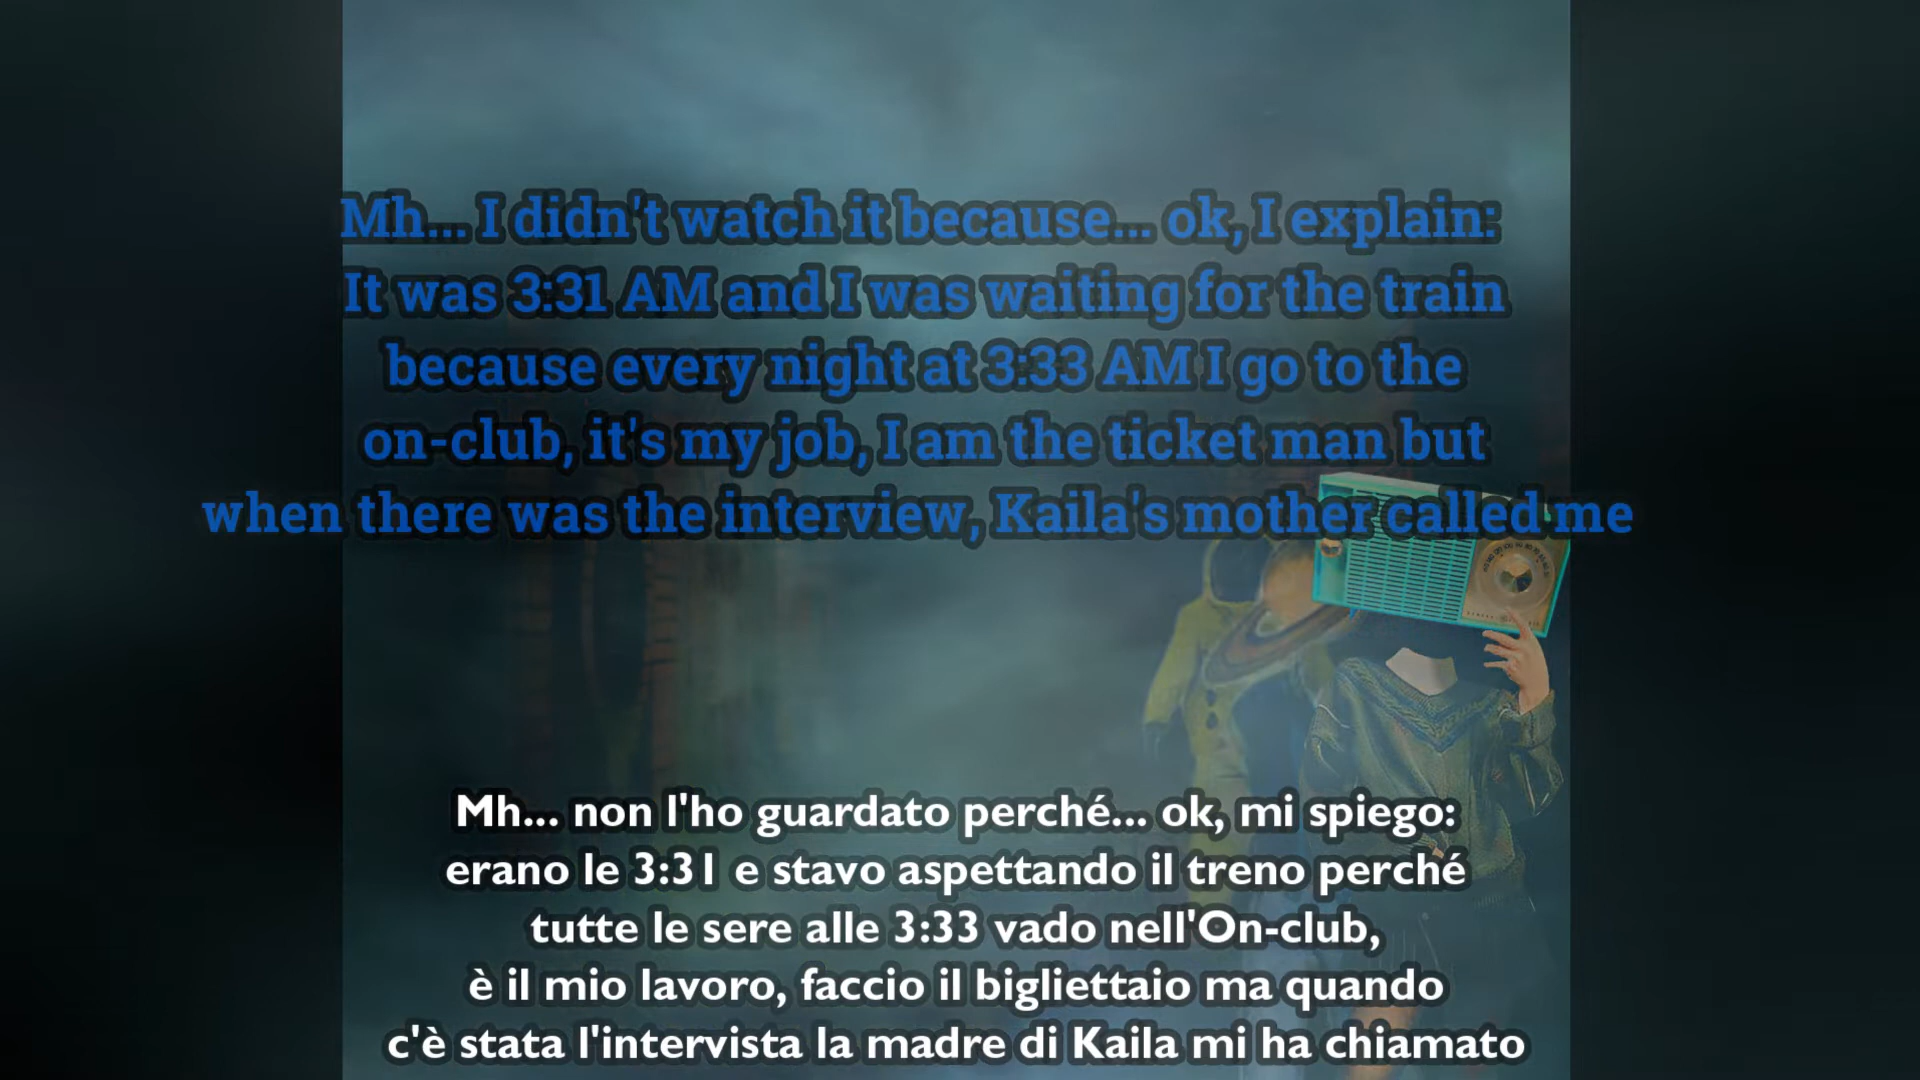 Mh... I didn't watch it because... ok, I explain:
It was 3:31 AM and I was waiting for the train
because every night at 3:33 AM I go to the
on-club, it's my job, I am the ticket man but
when there was the interview, Kaila's mother called me
Mh... non l'ho guardato perché... ok, mi spiego:
erano le 3:31 e stavo aspettando il treno perché
tutte le sere alle 3:33 vado nell'On-club,
è il mio lavoro, faccio il bigliettaio ma quando
c'è stata l'intervista la madre di Kaila mi ha chiamato